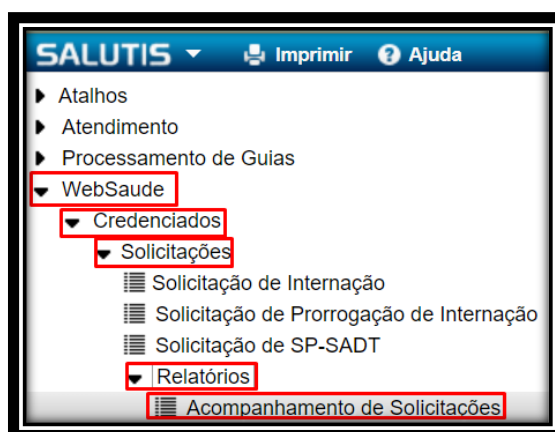 SALUTIS Imprimir Ajuda
Atalhos
Atendimento
Processamento de Guias
WebSaude
Credenciados
Solicitações
Solicitação de Internação
Solicitação de Prorrogação de Internação
Solicitação de SP-SADT
Relatórios
Acompanhamento de Solicitações